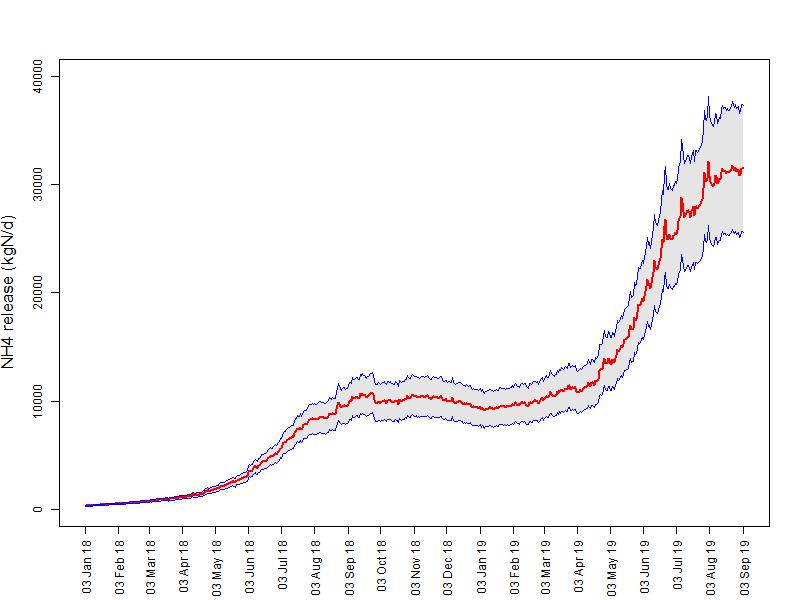 NH4 release (kgN/d)
40000
30000
20000
10000
0
03 Jan 18
03 Feb 18
03 Mar 18
03 Apr 18
03 May 18
03 Jun 18
03 Jul 18
03 Aug 18
03 Sep 18
03 Oct 18
03 Nov 18
03 Dec 18
03 Jan 19
03 Feb 19
03 Mar 19
03 Apr 19
03 May 19
03 Jun 19
03 Jul 19
03 Aug 19
03 Sep 19